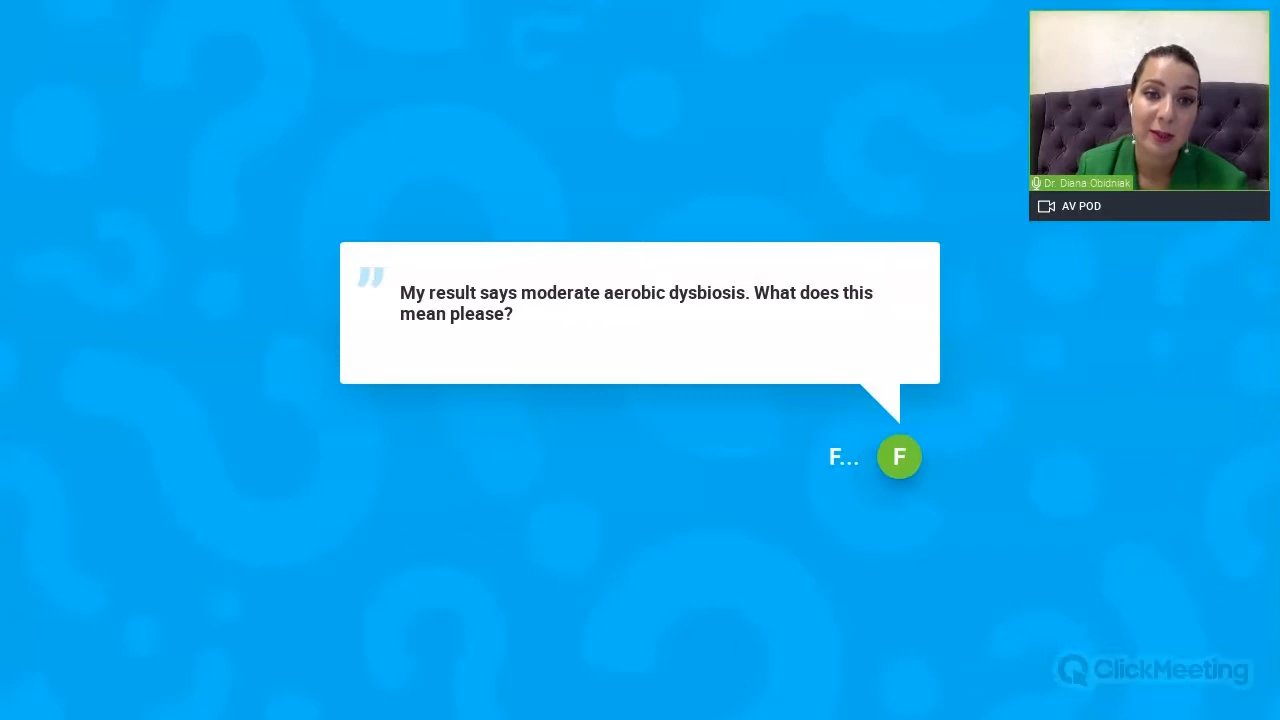 Dr. Diana Obidniak
AV POD
My result says moderate aerobic dysbiosis. What does this
mean please?
F...
F
ClickMeeting